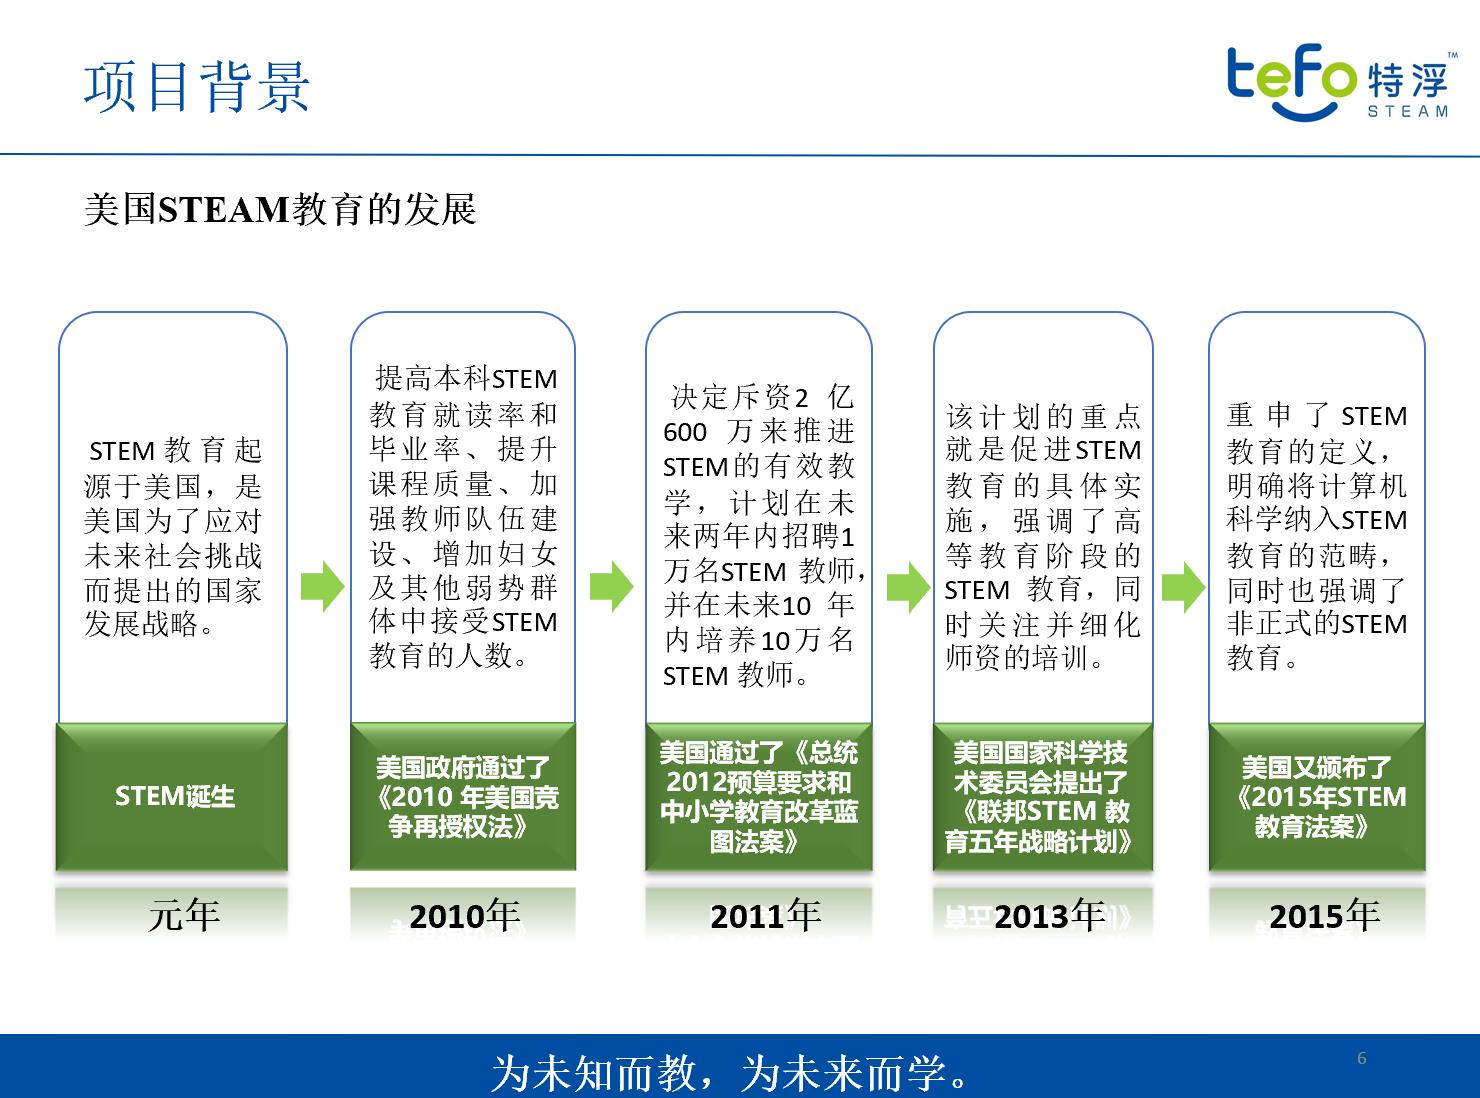 项目背景
tefo特浮™
STEAM
美国STEAM教育的发展
STEM教育起
源于美国，是
美国为了应对
未来社会挑战
而提出的国家
发展战略。
STEM诞生
元年
提高本科STEM
教育就读率和
毕业率、提升
课程质量、加
强教师队伍建
设、增加妇女
及其他弱势群
体中接受STEM
教育的人数。
美国政府通过了
《2010 年美国竞
争再授权法》
2010年
决定斥资2 亿
600 万来推进
STEM的有效教
学，计划在未
来两年内招聘1
万名STEM 教师，
并在未来10 年
内培养10万名
STEM 教师。
美国通过了《总统
2012预算要求和
中小学教育改革蓝
图法案》
2011年
该计划的重点
就是促进STEM
教育的具体实
施，强调了高
等教育阶段的
STEM 教育，同
时关注并细化
师资的培训。
美国国家科学技
术委员会提出了
《联邦STEM 教
育五年战略计划》
2013年
重申了STEM
教育的定义，
明确将计算机
科学纳入STEM
教育的范畴，
同时也强调了
非正式的STEM
教育。
美国又颁布了
《2015年STEM
教育法案》
2015年
为未知而教，为未来而学。
6